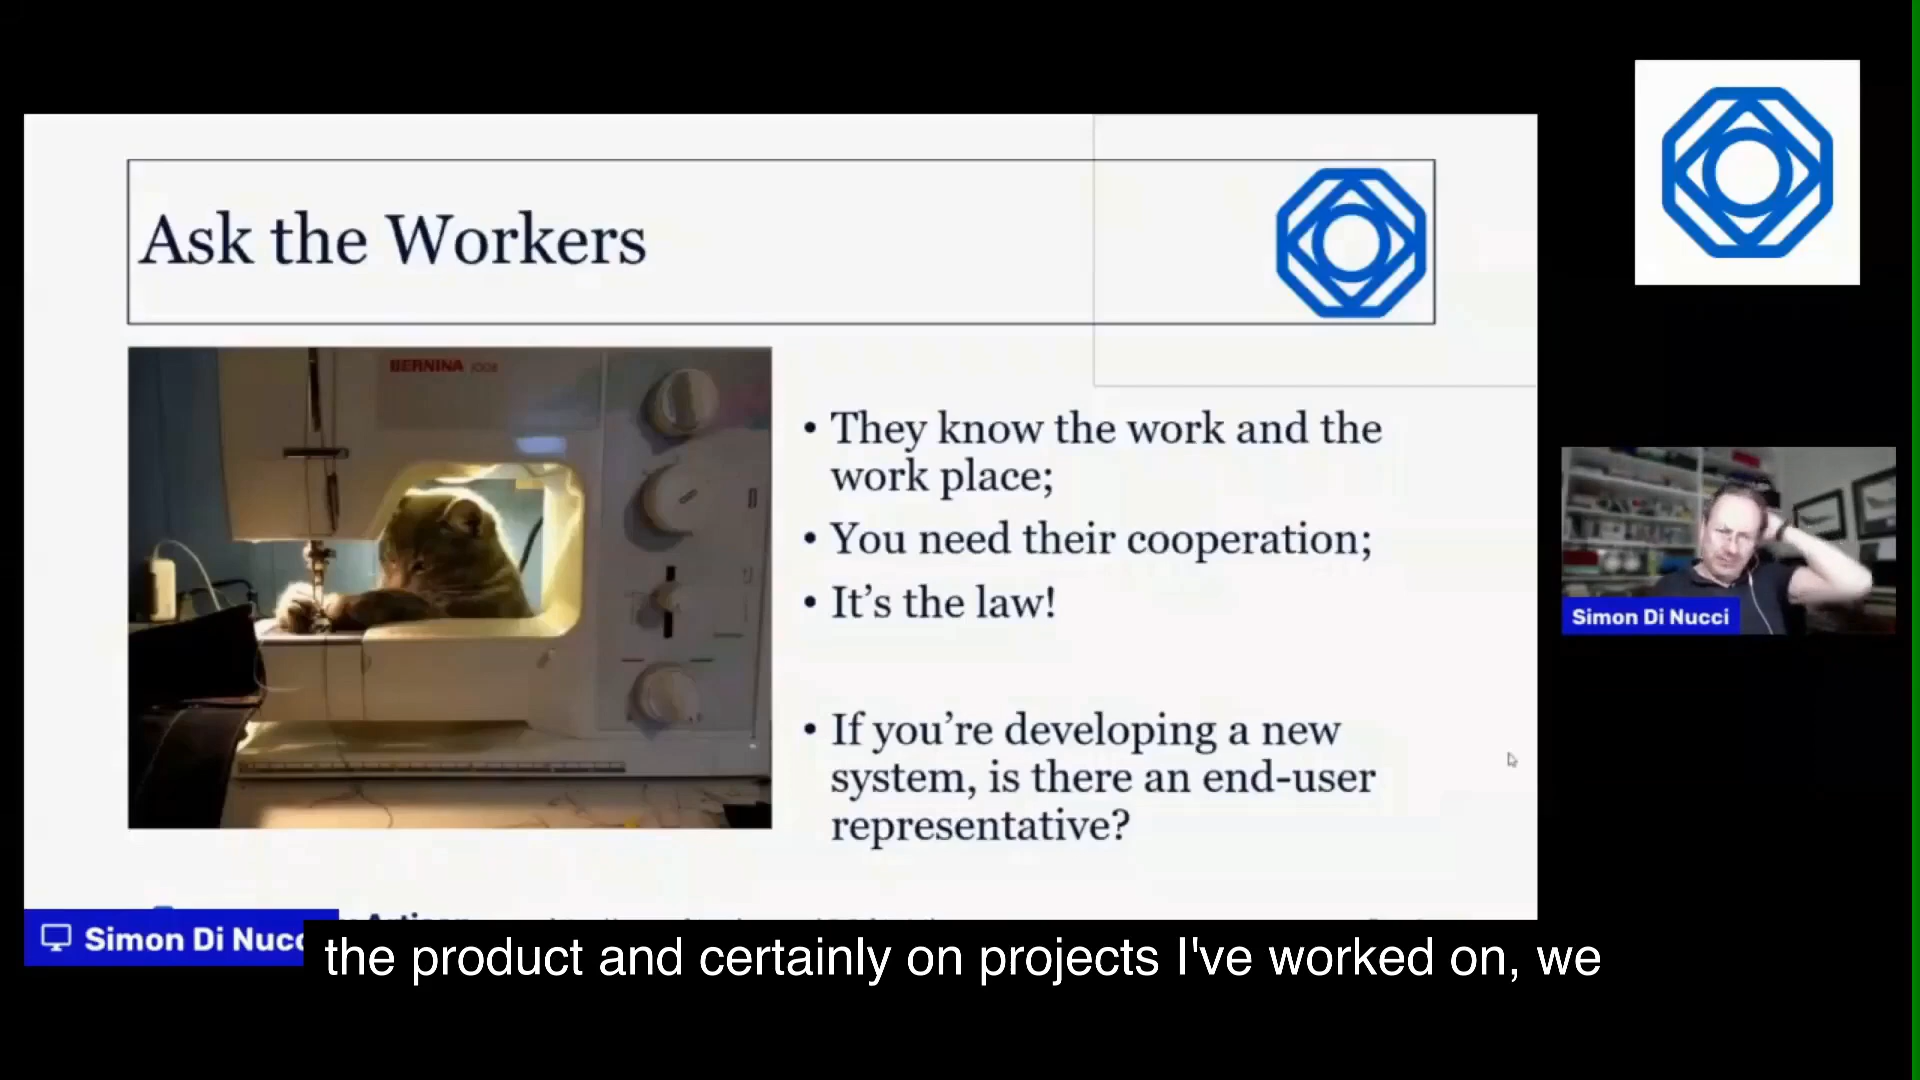 Ask the Workers
BERNINA 1008
• They know the work and the
work place;
• You need their cooperation;
• It's the law!
• If you're developing a new
system, is there an end-user
representative?
Simon Di Nucci
Simon Di Nucc
the product and certainly on projects I've worked on, we